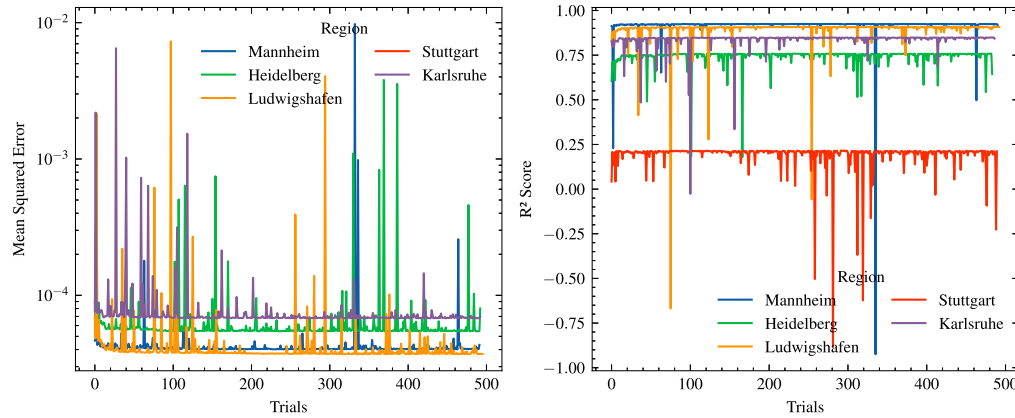 Mean Squared Error
10⁻²
10⁻³
10⁻⁴
Region
Mannheim
Heidelberg
Ludwigshafen
Stuttgart
Karlsruhe
0 100 200 300 400 500
Trials
R² Score
1.00
0.75
0.50
0.25
0.00
−0.25
−0.50
−0.75
−1.00
Region
Mannheim
Heidelberg
Ludwigshafen
Stuttgart
Karlsruhe
0 100 200 300 400 500
Trials